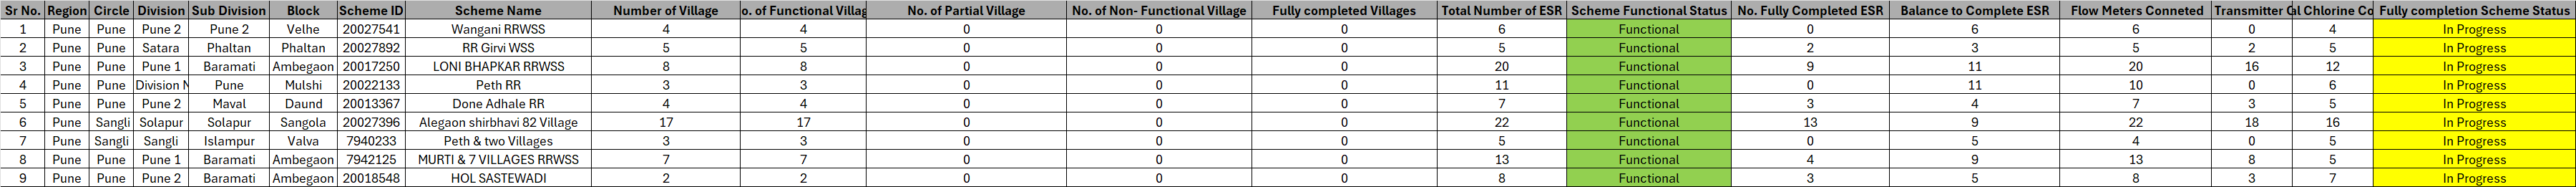 Sr No. Region Circle Division Sub Division Block Scheme ID Scheme Name Number of Village o. of Functional Villag No. of Partial Village No. of Non- Functional Village Fully completed Villages Total Number of ESR Scheme Functional Status No. Fully Completed ESR Balance to Complete ESR Flow Meters Conneted Transmitter al Chlorine Co Fully completion Scheme Status
1 Pune Pune Pune 2 Pune 2 Velhe 20027541 Wangani RRWSS 4 4 0 0 0 6 Functional 0 6 6 0 4 In Progress
2 Pune Pune Satara Phaltan Phaltan 20027892 RR Girvi WSS 5 5 0 0 0 5 Functional 2 3 5 2 5 In Progress
3 Pune Pune Pune 1 Baramati Ambegaon 20017250 LONI BHAPKAR RRWSS 8 8 0 0 0 20 Functional 9 11 20 16 12 In Progress
4 Pune Pune Division N Pune Mulshi 20022133 Peth RR 3 3 0 0 0 11 Functional 0 11 10 0 6 In Progress
5 Pune Pune Pune 2 Maval Daund 20013367 Done Adhale RR 4 4 0 0 0 7 Functional 3 4 7 3 5 In Progress
6 Pune Sangli Solapur Solapur Sangola 20027396 Alegaon shirbhavi 82 Village 17 17 0 0 0 22 Functional 13 9 22 18 16 In Progress
7 Pune Sangli Sangli Islampur Valva 7940233 Peth & two Villages 3 3 0 0 0 5 Functional 0 5 4 0 5 In Progress
8 Pune Pune Pune 1 Baramati Ambegaon 7942125 MURTI & 7 VILLAGES RRWSS 7 7 0 0 0 13 Functional 4 9 13 8 5 In Progress
9 Pune Pune Pune 2 Baramati Ambegaon 20018548 HOL SASTEWADI 2 2 0 0 0 8 Functional 3 5 8 3 7 In Progress